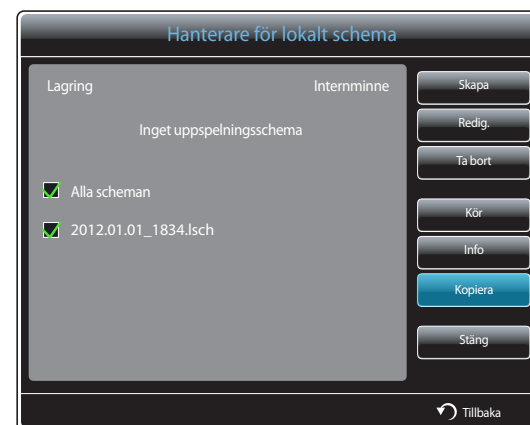 Hanterare för lokalt schema
Lagring Internminne
Inget uppspelningsschema
Alla scheman
2012.01.01_1834.lsch
Skapa
Redig.
Ta bort
Kör
Info
Kopiera
Stäng
Tillbaka